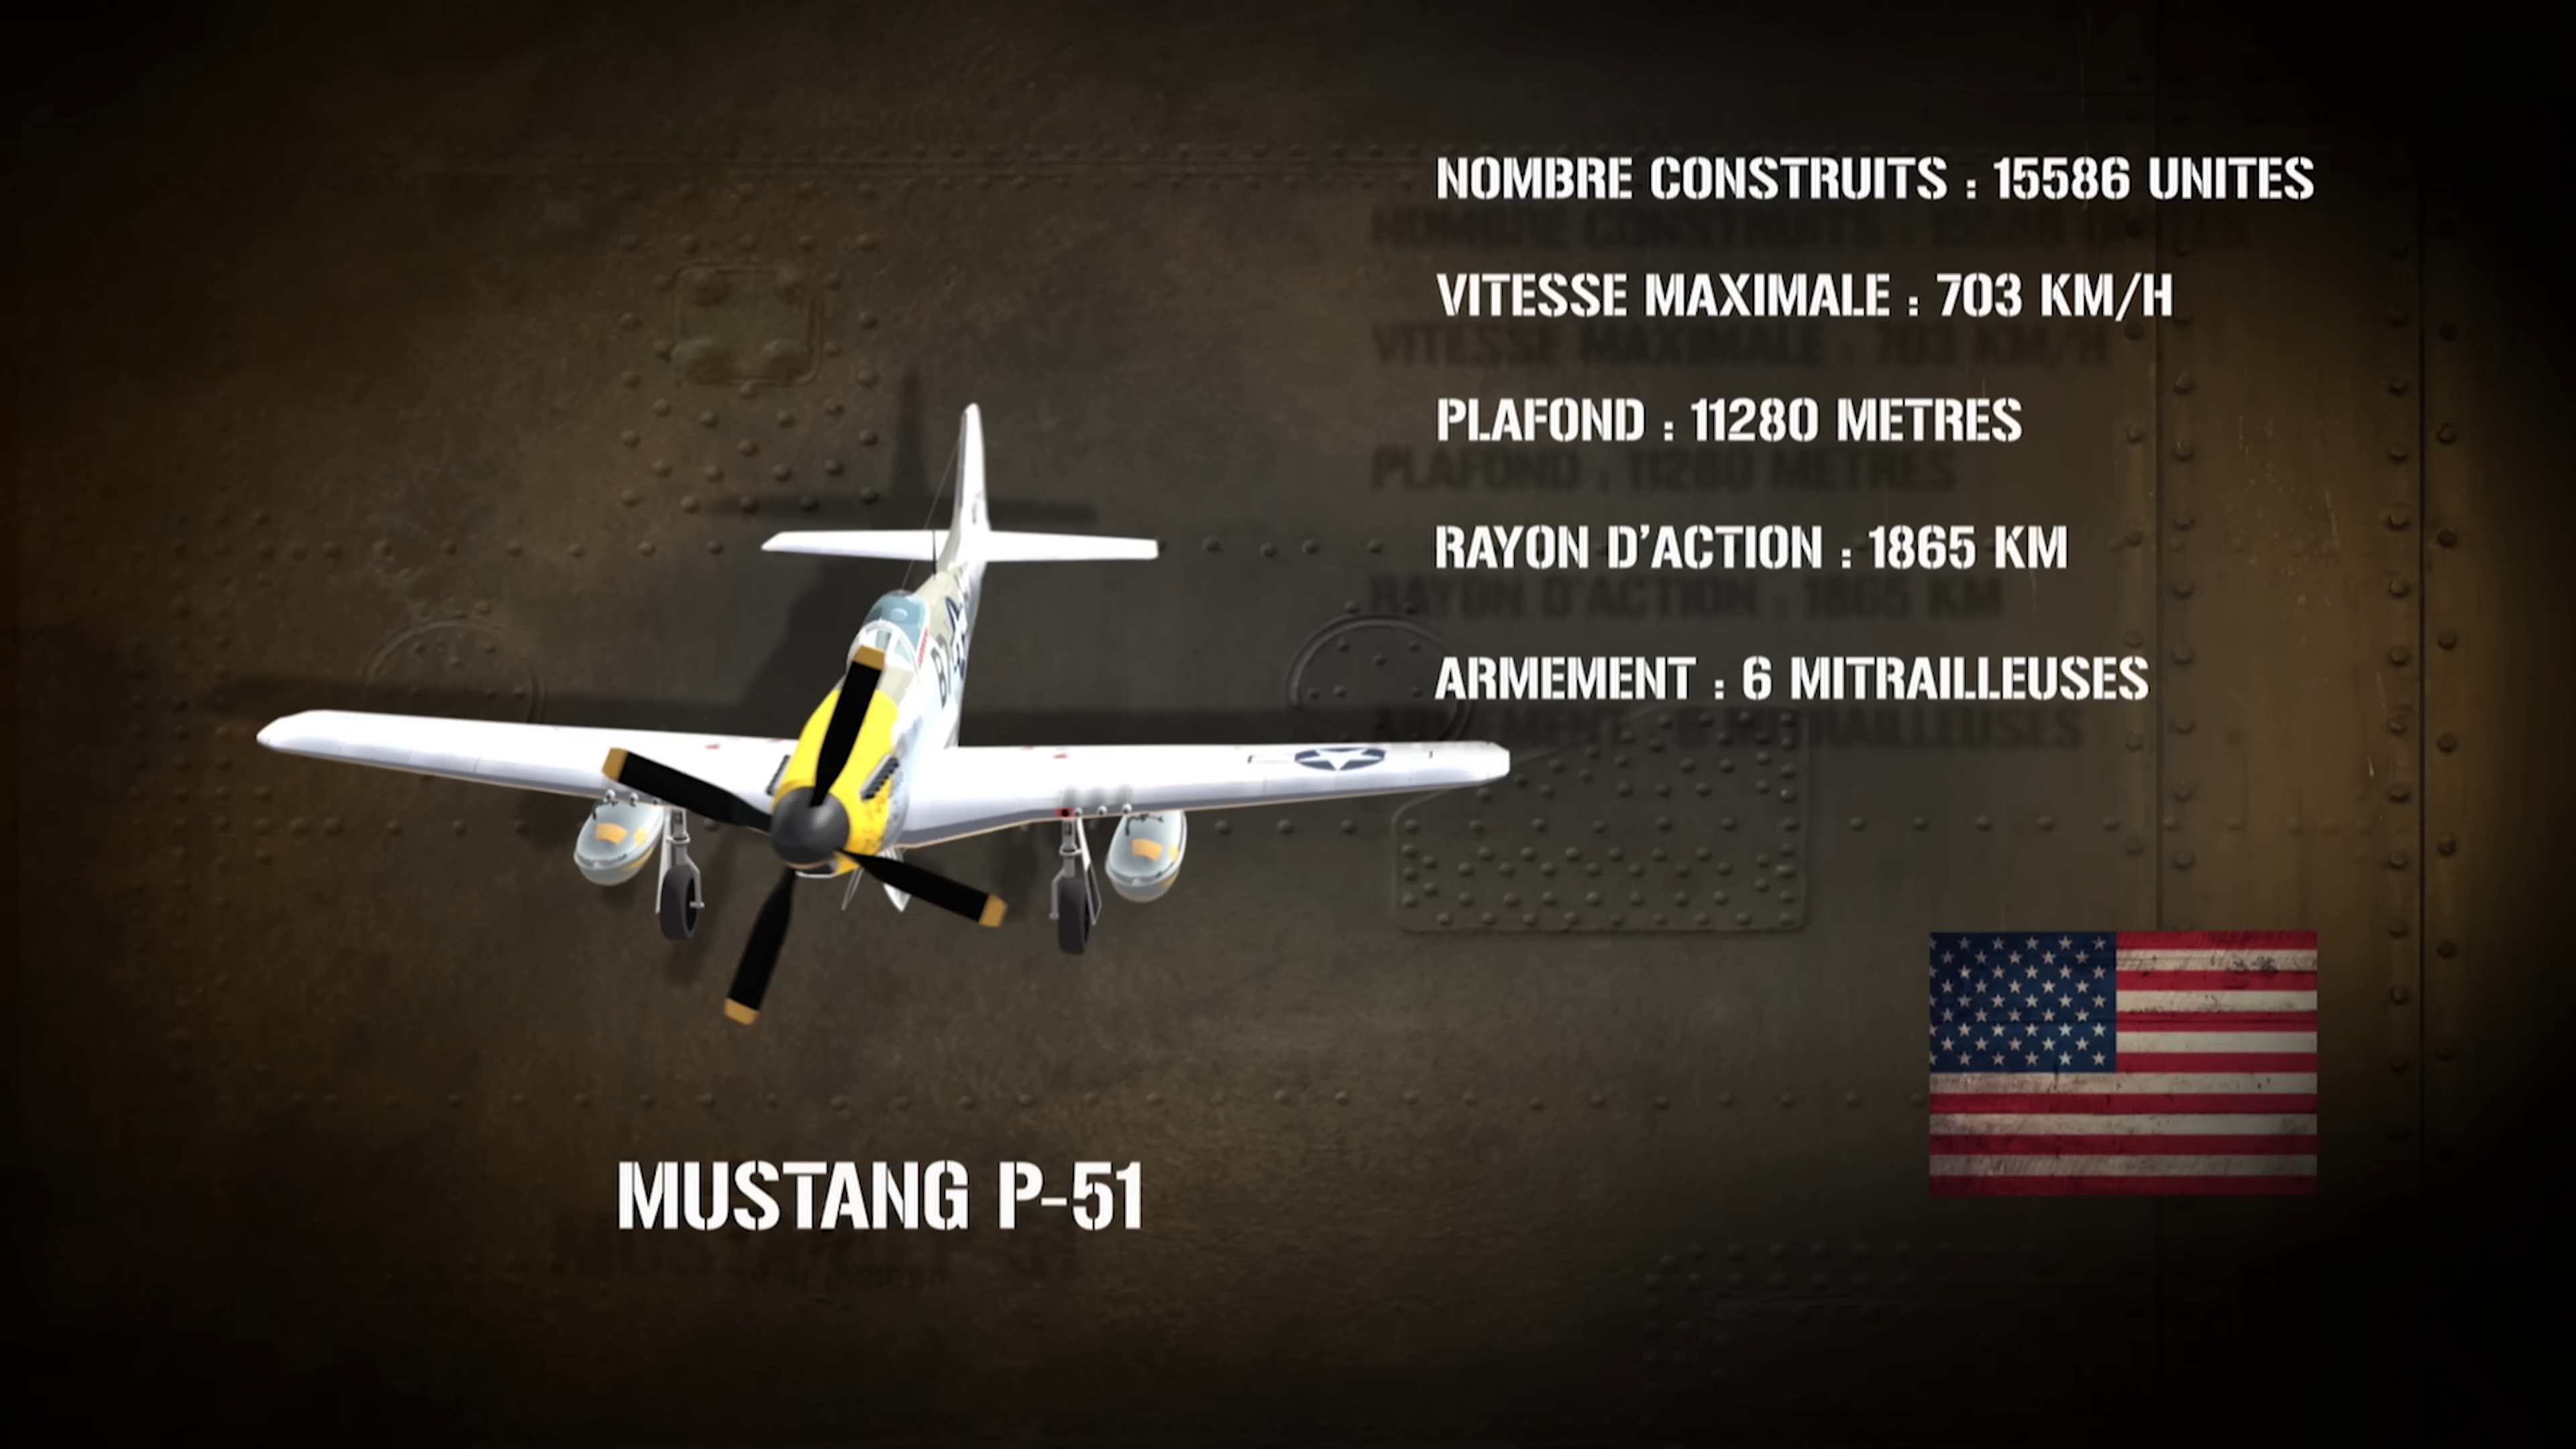 NOMBRE CONSTRUITS : 15586 UNITES
VITESSE MAXIMALE : 703 KM/H
PLAFOND : 11280 METRES
RAYON D'ACTION : 1865 KM
ARMEMENT : 6 MITRAILLEUSES
MUSTANG P-51